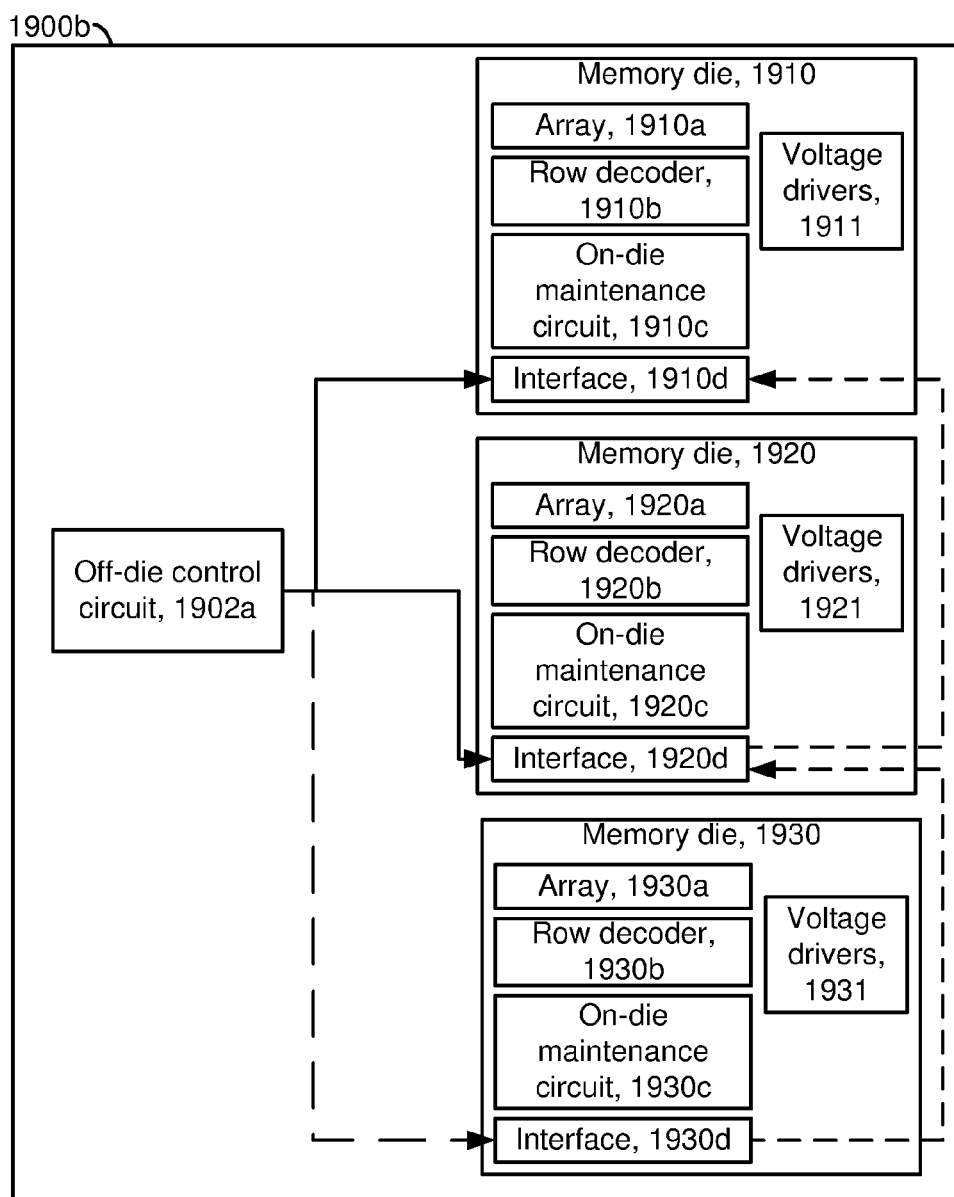 1900b
Memory die, 1910
Array, 1910a
Row decoder,
1910b
On-die
maintenance
circuit, 1910c
Interface, 1910d
Voltage
drivers,
1911
Memory die, 1920
Array, 1920a
Row decoder,
1920b
On-die
maintenance
circuit, 1920c
Interface, 1920d
Voltage
drivers,
1921
Off-die control
circuit, 1902a
Memory die, 1930
Array, 1930a
Row decoder,
1930b
On-die
maintenance
circuit, 1930c
Interface, 1930d
Voltage
drivers,
1931